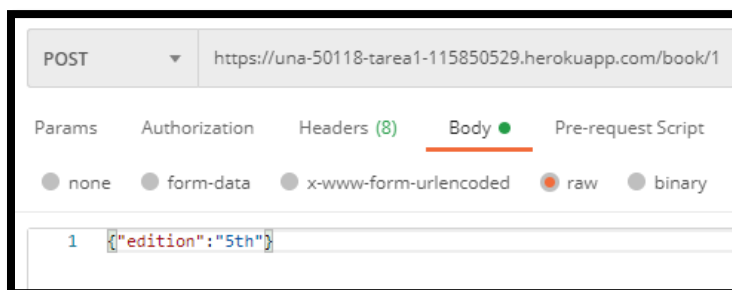 POST https://una-50118-tarea1-115850529.herokuapp.com/book/1
Params Authorization Headers (8) Body Pre-request Script
none form-data x-www-form-urlencoded raw binary
1 {"edition":"5th"}